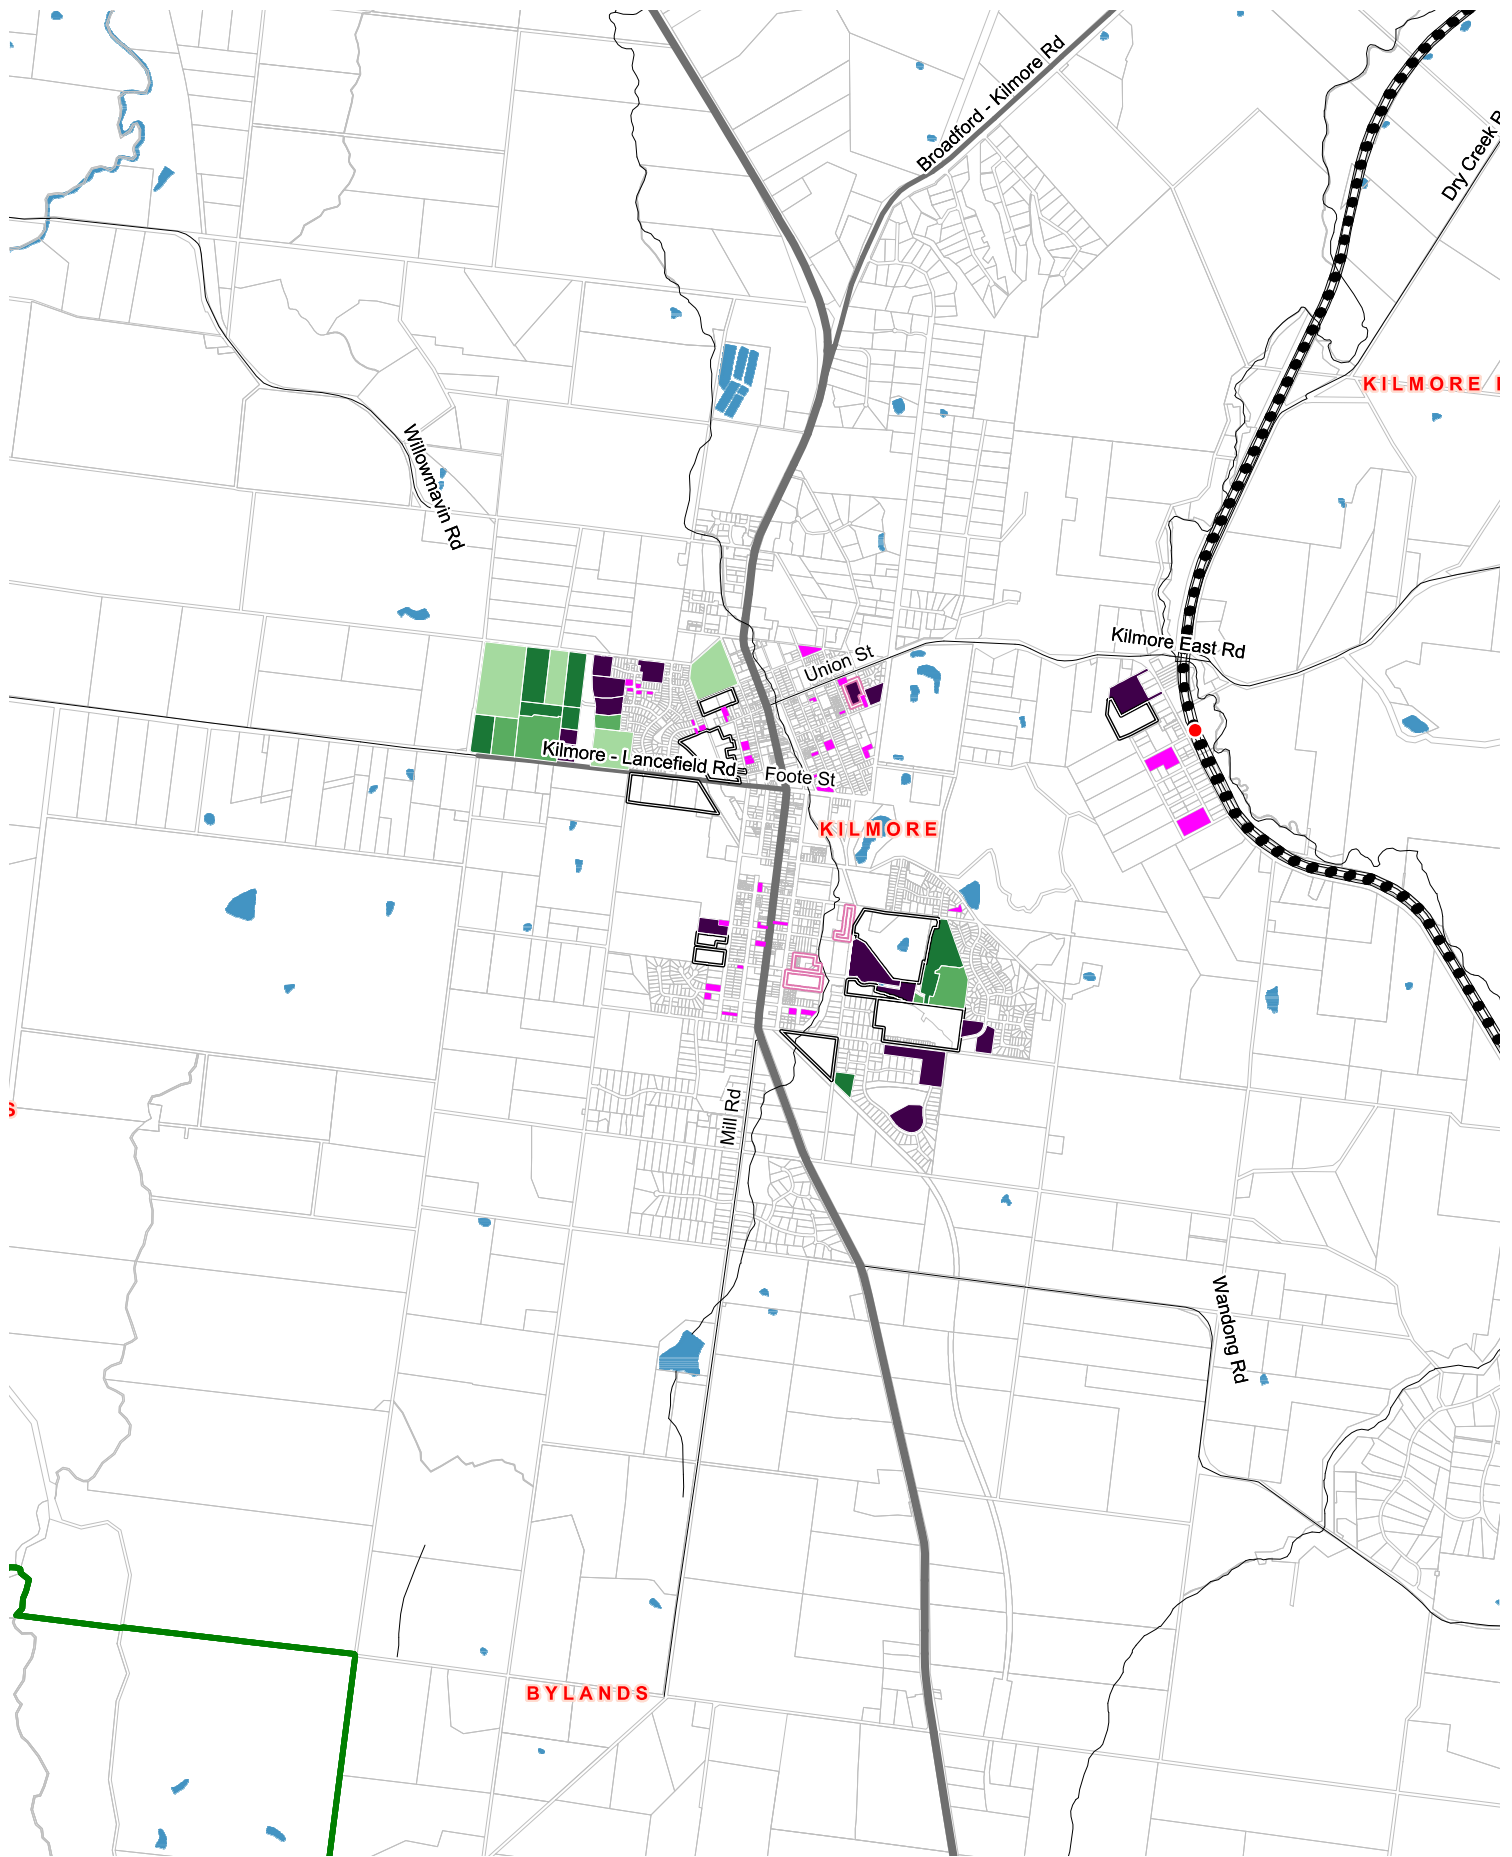 Broadford - Kilmore Rd
Dry Creek
KILMORE
Willowmavin Rd
Kilmore East Rd
Union St
Kilmore - Lancefield Rd
Foote St
KILMORE
S
Mill Rd
Wandong Rd
BYLANDS